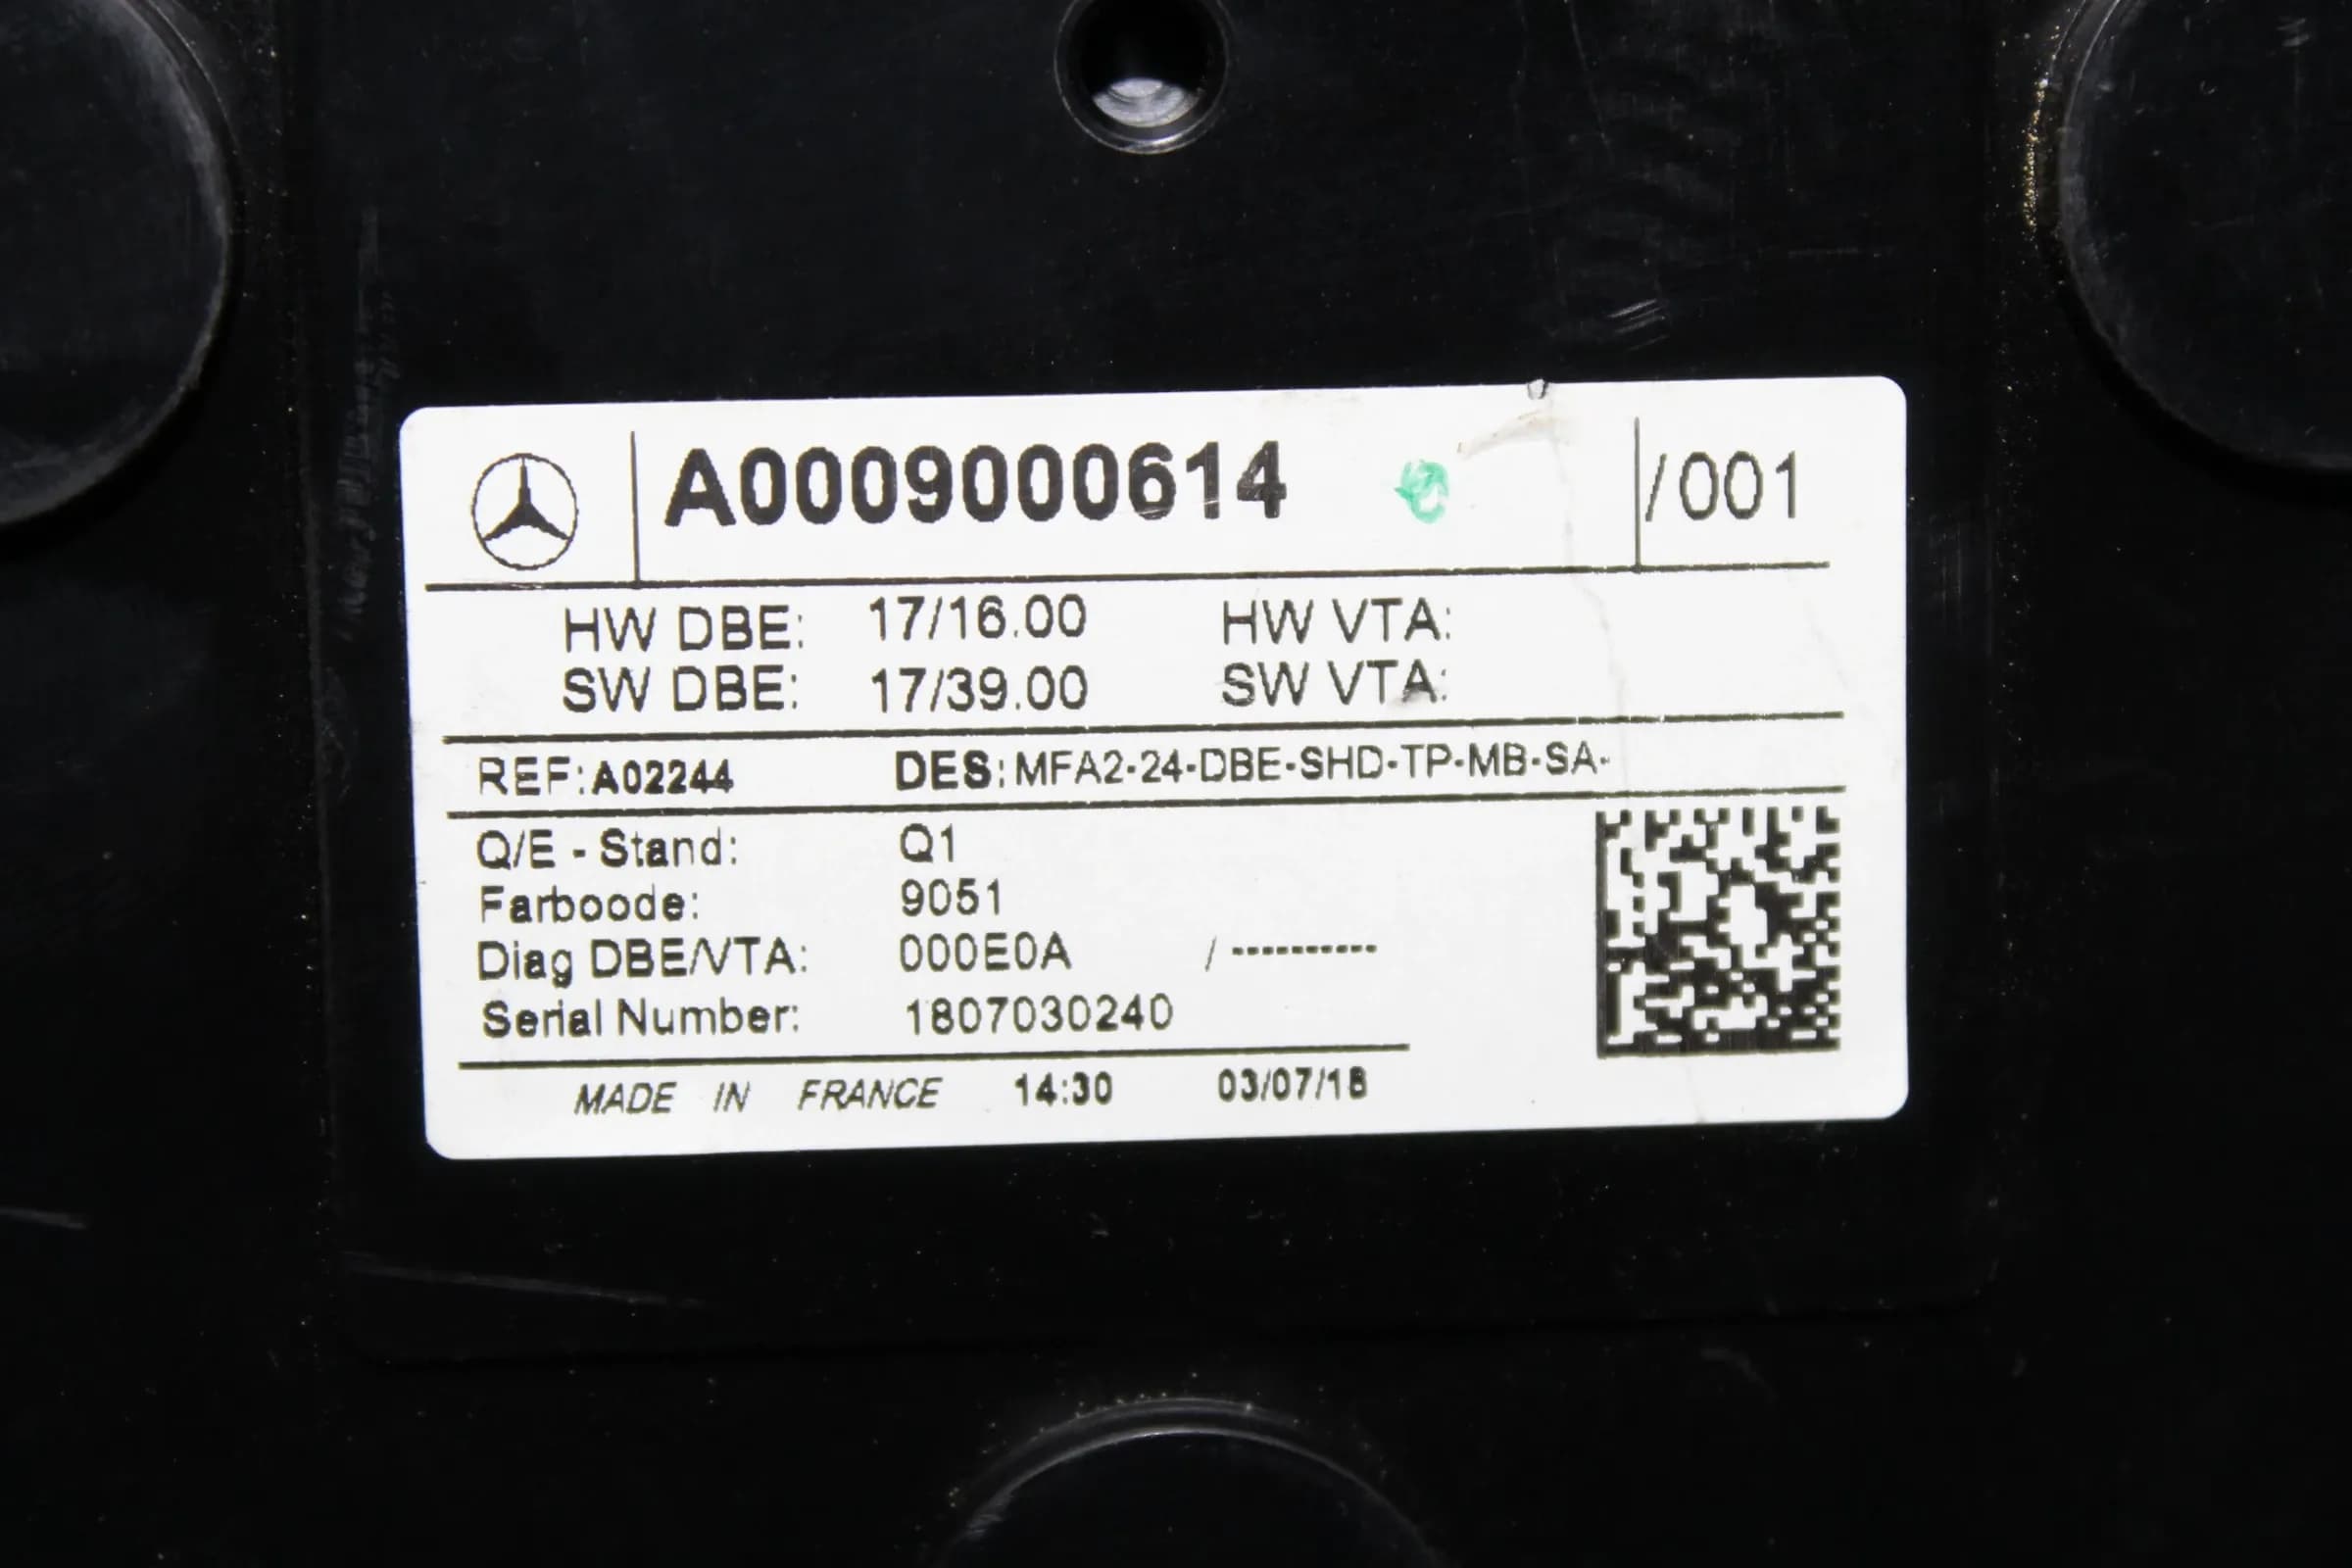 A0009000614 /001
HW DBE: 17/16.00 HW VTA:
SW DBE: 17/39.00 SW VTA:
REF:A02244 DES:MFA2-24-DBE-SHD-TP-MB-SA-
Q/E - Stand: Q1
Farboode: 9051
Diag DBE/VTA: 000E0A / ----------
Serial Number: 1807030240
MADE IN FRANCE 14:30 03/07/18